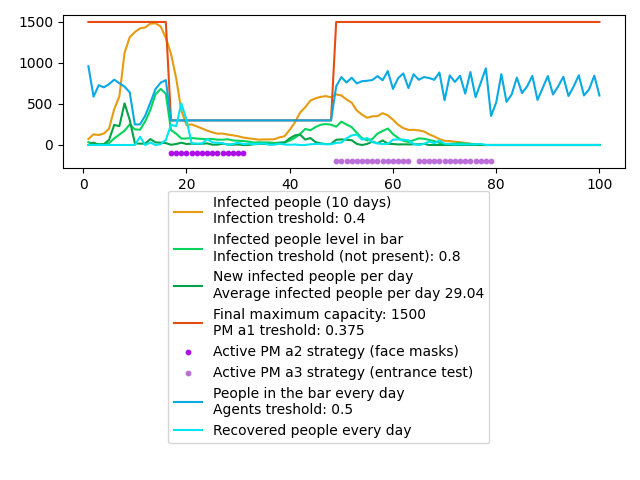 1500
1000
500
0
0 20 40 60 80 100
Infected people (10 days)
Infection treshold: 0.4
Infected people level in bar
Infection treshold (not present): 0.8
New infected people per day
Average infected people per day 29.04
Final maximum capacity: 1500
PM a1 treshold: 0.375
Active PM a2 strategy (face masks)
Active PM a3 strategy (entrance test)
People in the bar every day
Agents treshold: 0.5
Recovered people every day